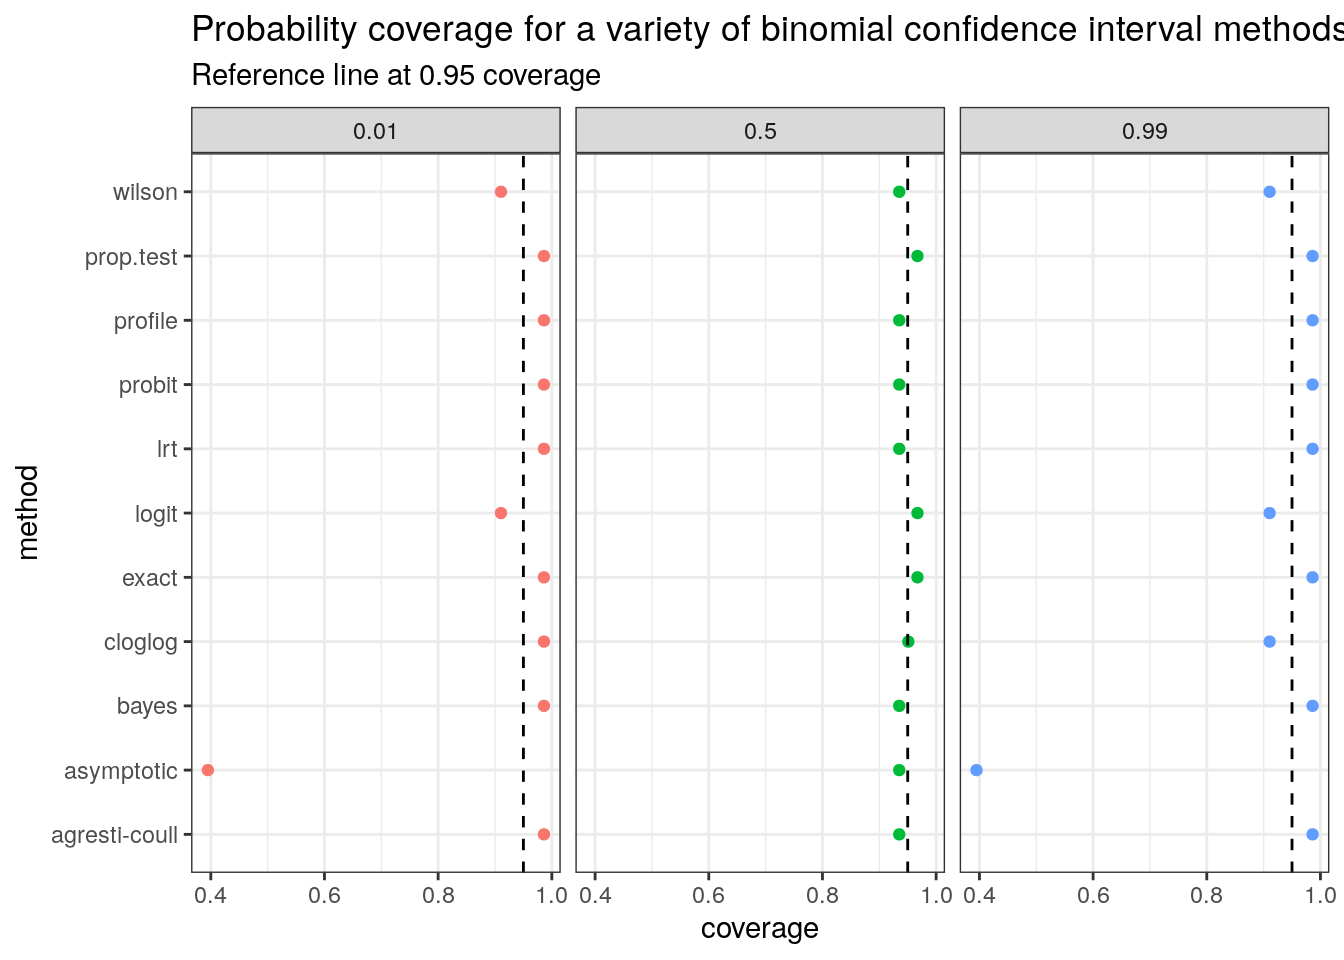 Probability coverage for a variety of binomial confidence interval methods
Reference line at 0.95 coverage
0.01 0.5 0.99
wilson
prop.test
profile
probit
lrt
logit
exact
cloglog
bayes
asymptotic
agresti-coull
method
0.4 0.6 0.8 1.0 0.4 0.6 0.8 1.0 0.4 0.6 0.8 1.0
coverage